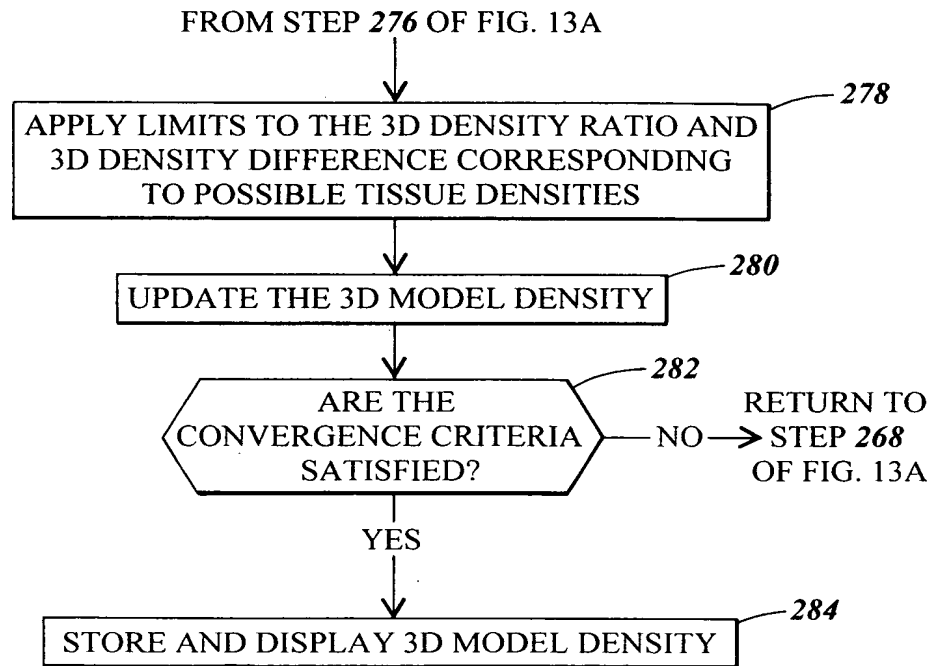 FROM STEP 276 OF FIG. 13A
278
APPLY LIMITS TO THE 3D DENSITY RATIO AND
3D DENSITY DIFFERENCE CORRESPONDING
TO POSSIBLE TISSUE DENSITIES
280
UPDATE THE 3D MODEL DENSITY
282
ARE THE
CONVERGENCE CRITERIA
SATISFIED?
NO
RETURN TO
STEP 268
OF FIG. 13A
YES
284
STORE AND DISPLAY 3D MODEL DENSITY